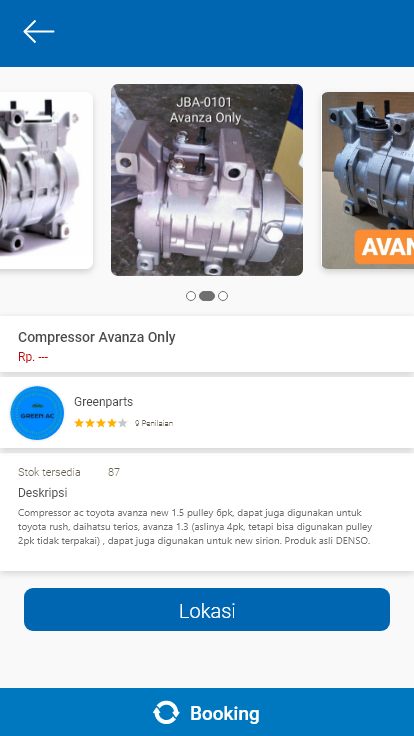 JBA-0101
Avanza Only
AVAN
Compressor Avanza Only
Rp. ---
GREEN AC
Greenparts
9 Penilaian
Stok tersedia 87
Deskripsi
Compressor ac toyota avanza new 1.5 pulley 6pk, dapat juga digunakan untuk
toyota rush, daihatsu terios, avanza 1.3 (aslinya 4pk, tetapi bisa digunakan pulley
2pk tidak terpakai) , dapat juga digunakan untuk new sirion. Produk asli DENSO.
Lokasi
Booking